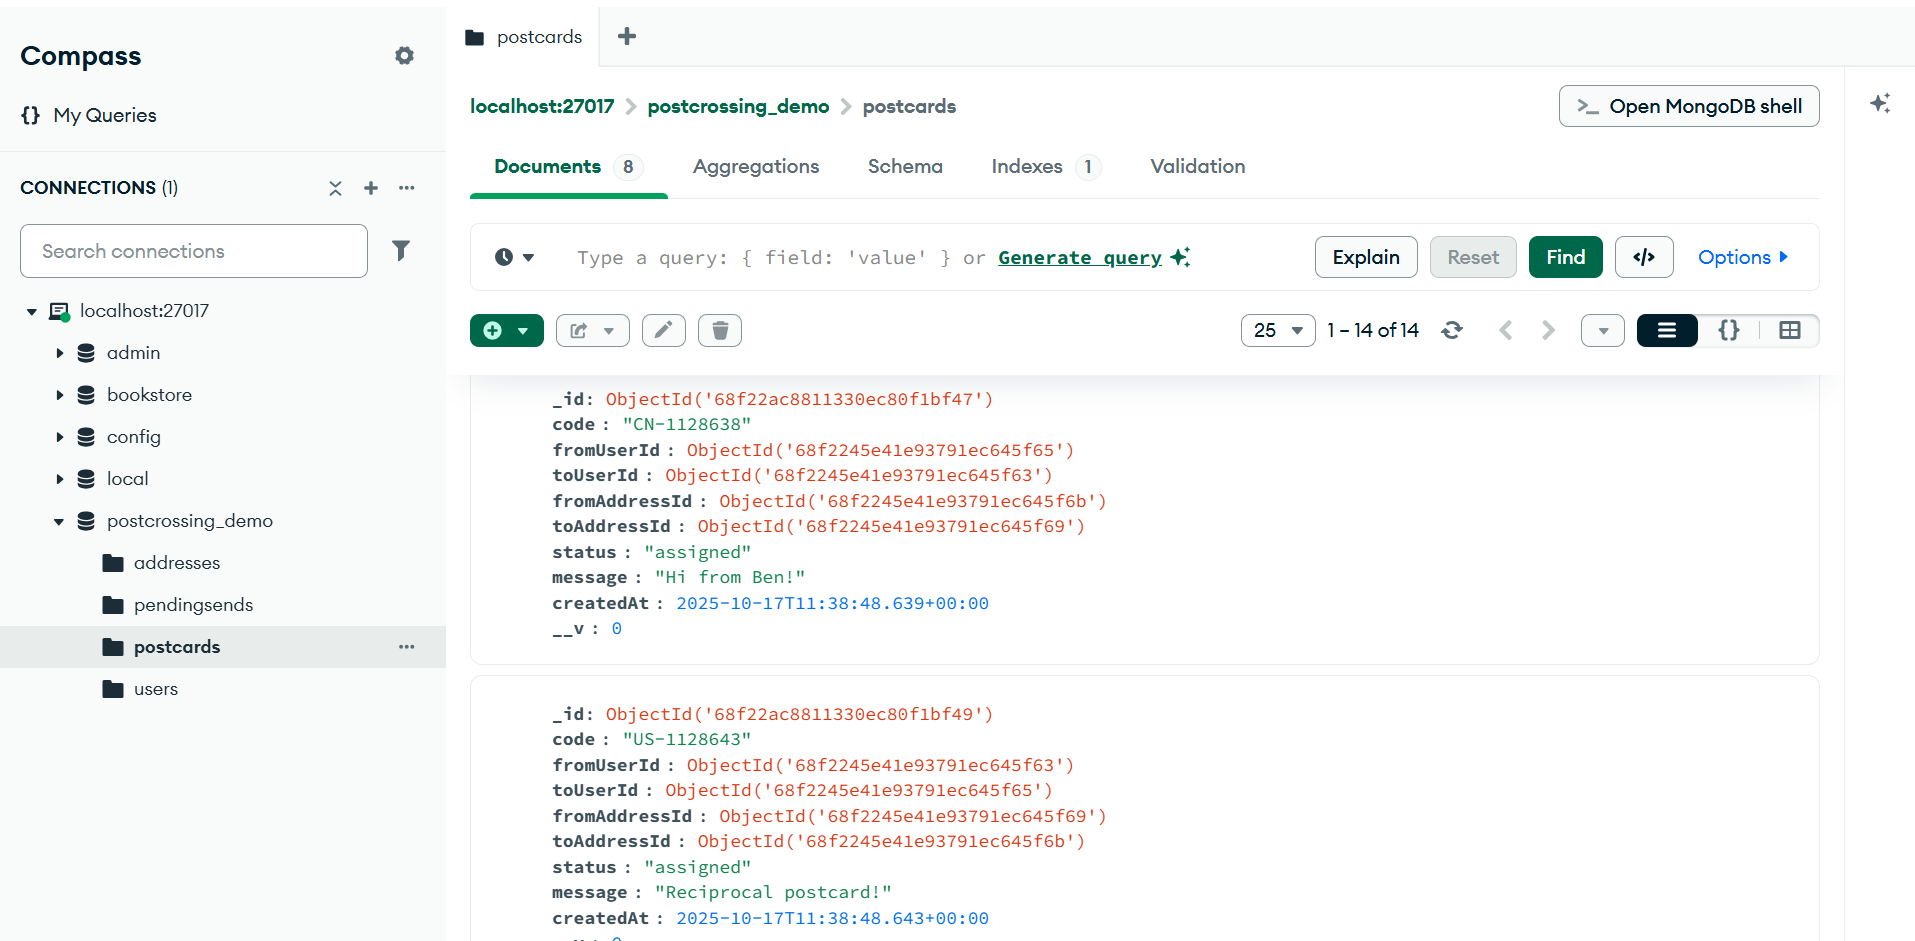 Compass
My Queries
CONNECTIONS (1)
Search connections
localhost:27017
admin
bookstore
config
local
postcrossing_demo
addresses
pendingsends
postcards
users
postcards
localhost:27017 > postcrossing_demo > postcards
>_ Open MongoDB shell
Documents 8 Aggregations Schema Indexes 1 Validation
Type a query: { field: 'value' } or Generate query
Explain Reset Find </> Options
25 1 – 14 of 14 {}
_id: ObjectId('68f22ac8811330ec80f1bf47')
code : "CN-1128638"
fromUserId : ObjectId('68f2245e41e93791ec645f65')
toUserId : ObjectId('68f2245e41e93791ec645f63')
fromAddressId : ObjectId('68f2245e41e93791ec645f6b')
toAddressId : ObjectId('68f2245e41e93791ec645f69')
status : "assigned"
message : "Hi from Ben!"
createdAt : 2025-10-17T11:38:48.639+00:00
__v : 0
_id: ObjectId('68f22ac8811330ec80f1bf49')
code : "US-1128643"
fromUserId : ObjectId('68f2245e41e93791ec645f63')
toUserId : ObjectId('68f2245e41e93791ec645f65')
fromAddressId : ObjectId('68f2245e41e93791ec645f69')
toAddressId : ObjectId('68f2245e41e93791ec645f6b')
status : "assigned"
message : "Reciprocal postcard!"
createdAt : 2025-10-17T11:38:48.643+00:00